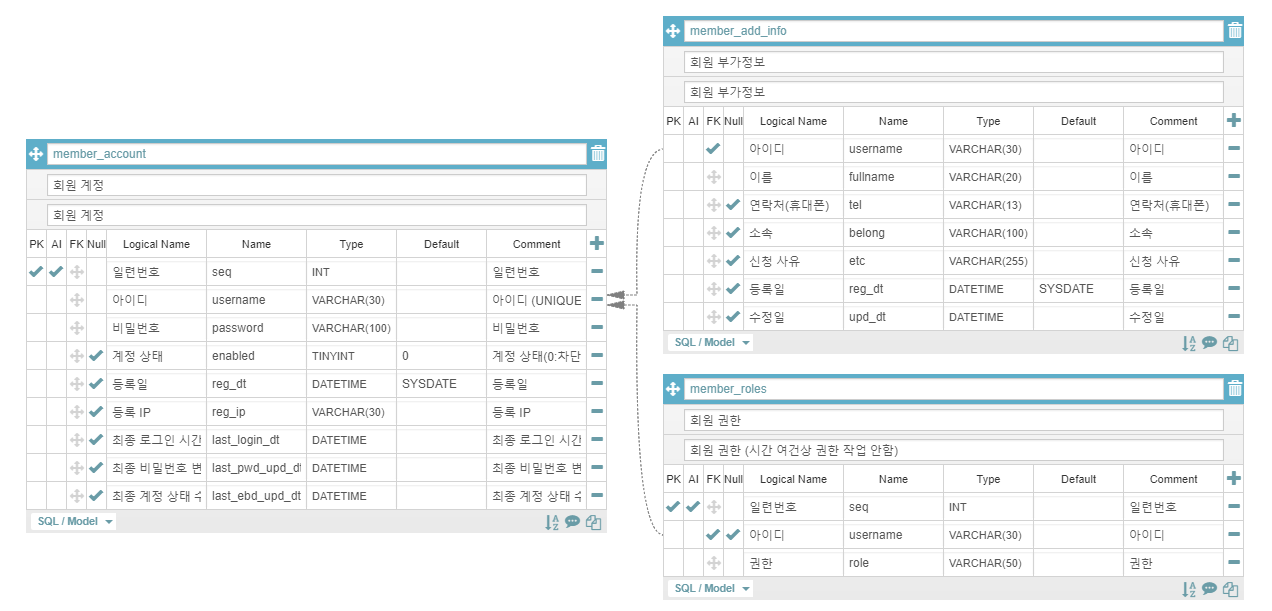 member_account
회원 계정
회원 계정
PK AI FK Null Logical Name Name Type Default Comment
일련번호 seq INT 일련번호
아이디 username VARCHAR(30) 아이디 (UNIQUE
비밀번호 password VARCHAR(100) 비밀번호
계정 상태 enabled TINYINT 0 계정 상태(0:차단
등록일 reg_dt DATETIME SYSDATE 등록일
등록 IP reg_ip VARCHAR(30) 등록 IP
최종 로그인 시간 last_login_dt DATETIME 최종 로그인 시간
최종 비밀번호 변 last_pwd_upd_dt DATETIME 최종 비밀번호 변
최종 계정 상태 수 last_ebd_upd_dt DATETIME 최종 계정 상태 수
SQL / Model
member_add_info
회원 부가정보
회원 부가정보
PK AI FK Null Logical Name Name Type Default Comment
아이디 username VARCHAR(30) 아이디
이름 fullname VARCHAR(20) 이름
연락처(휴대폰) tel VARCHAR(13) 연락처(휴대폰)
소속 belong VARCHAR(100) 소속
신청 사유 etc VARCHAR(255) 신청 사유
등록일 reg_dt DATETIME SYSDATE 등록일
수정일 upd_dt DATETIME 수정일
SQL / Model
member_roles
회원 권한
회원 권한 (시간 여건상 권한 작업 안함)
PK AI FK Null Logical Name Name Type Default Comment
일련번호 seq INT 일련번호
아이디 username VARCHAR(30) 아이디
권한 role VARCHAR(50) 권한
SQL / Model